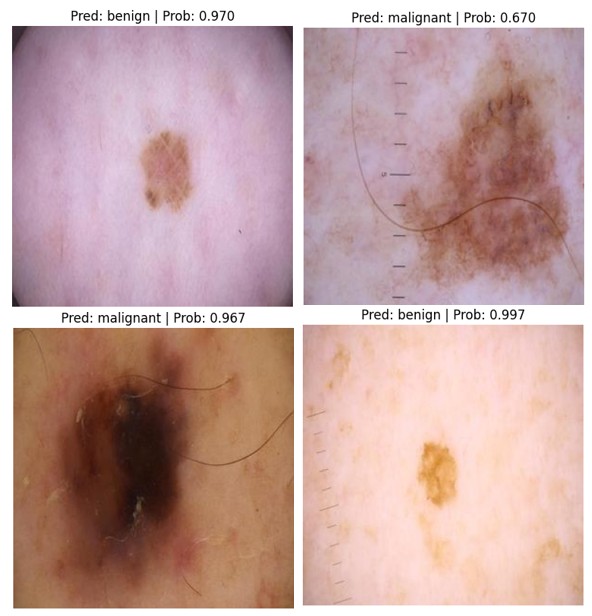 Pred: benign | Prob: 0.970
Pred: malignant | Prob: 0.670
Pred: malignant | Prob: 0.967
Pred: benign | Prob: 0.997